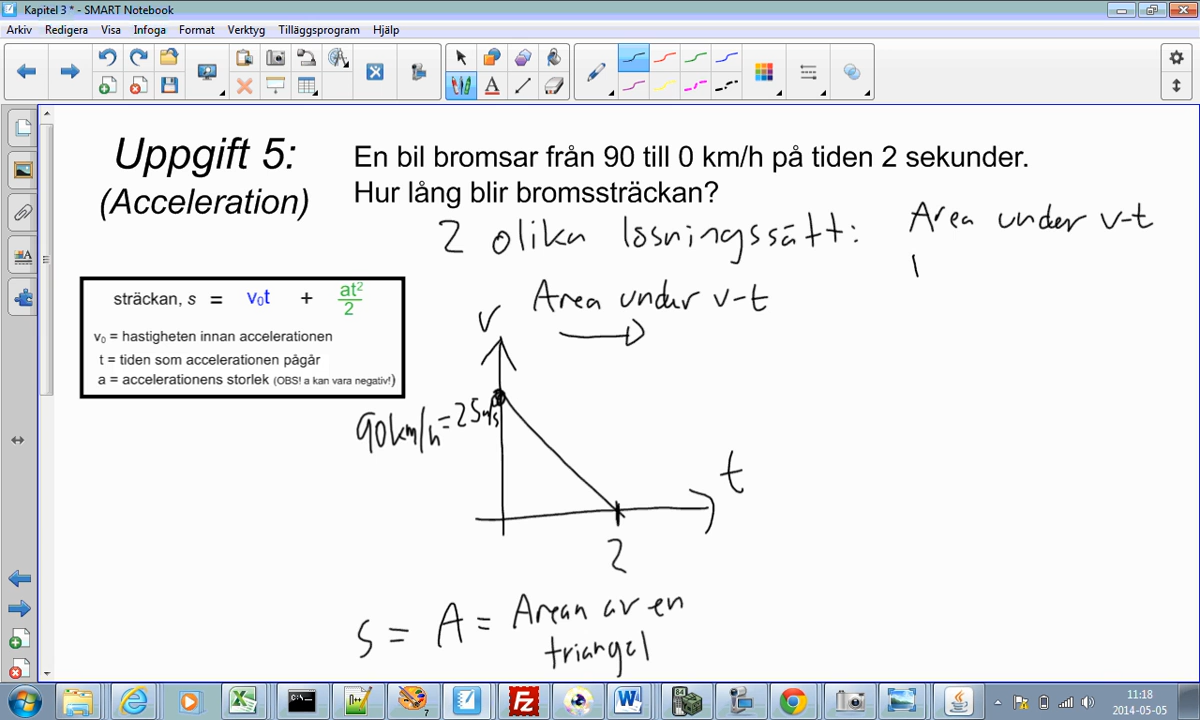 Kapitel 3 * - SMART Notebook
Arkiv Redigera Visa Infoga Format Verktyg Tilläggsprogram Hjälp
Uppgift 5:
(Acceleration)
En bil bromsar från 90 till 0 km/h på tiden 2 sekunder.
Hur lång blir bromssträckan?
2 olika lösningssätt:
Area under v-t
sträckan, s = v₀t + at²/2
v₀ = hastigheten innan accelerationen
t = tiden som accelerationen pågår
a = accelerationens storlek (OBS! a kan vara negativ!)
Area under v-t
v
90km/h=25m/s
t
2
s = A = Arean av en
triangel
11:18
2014-05-05